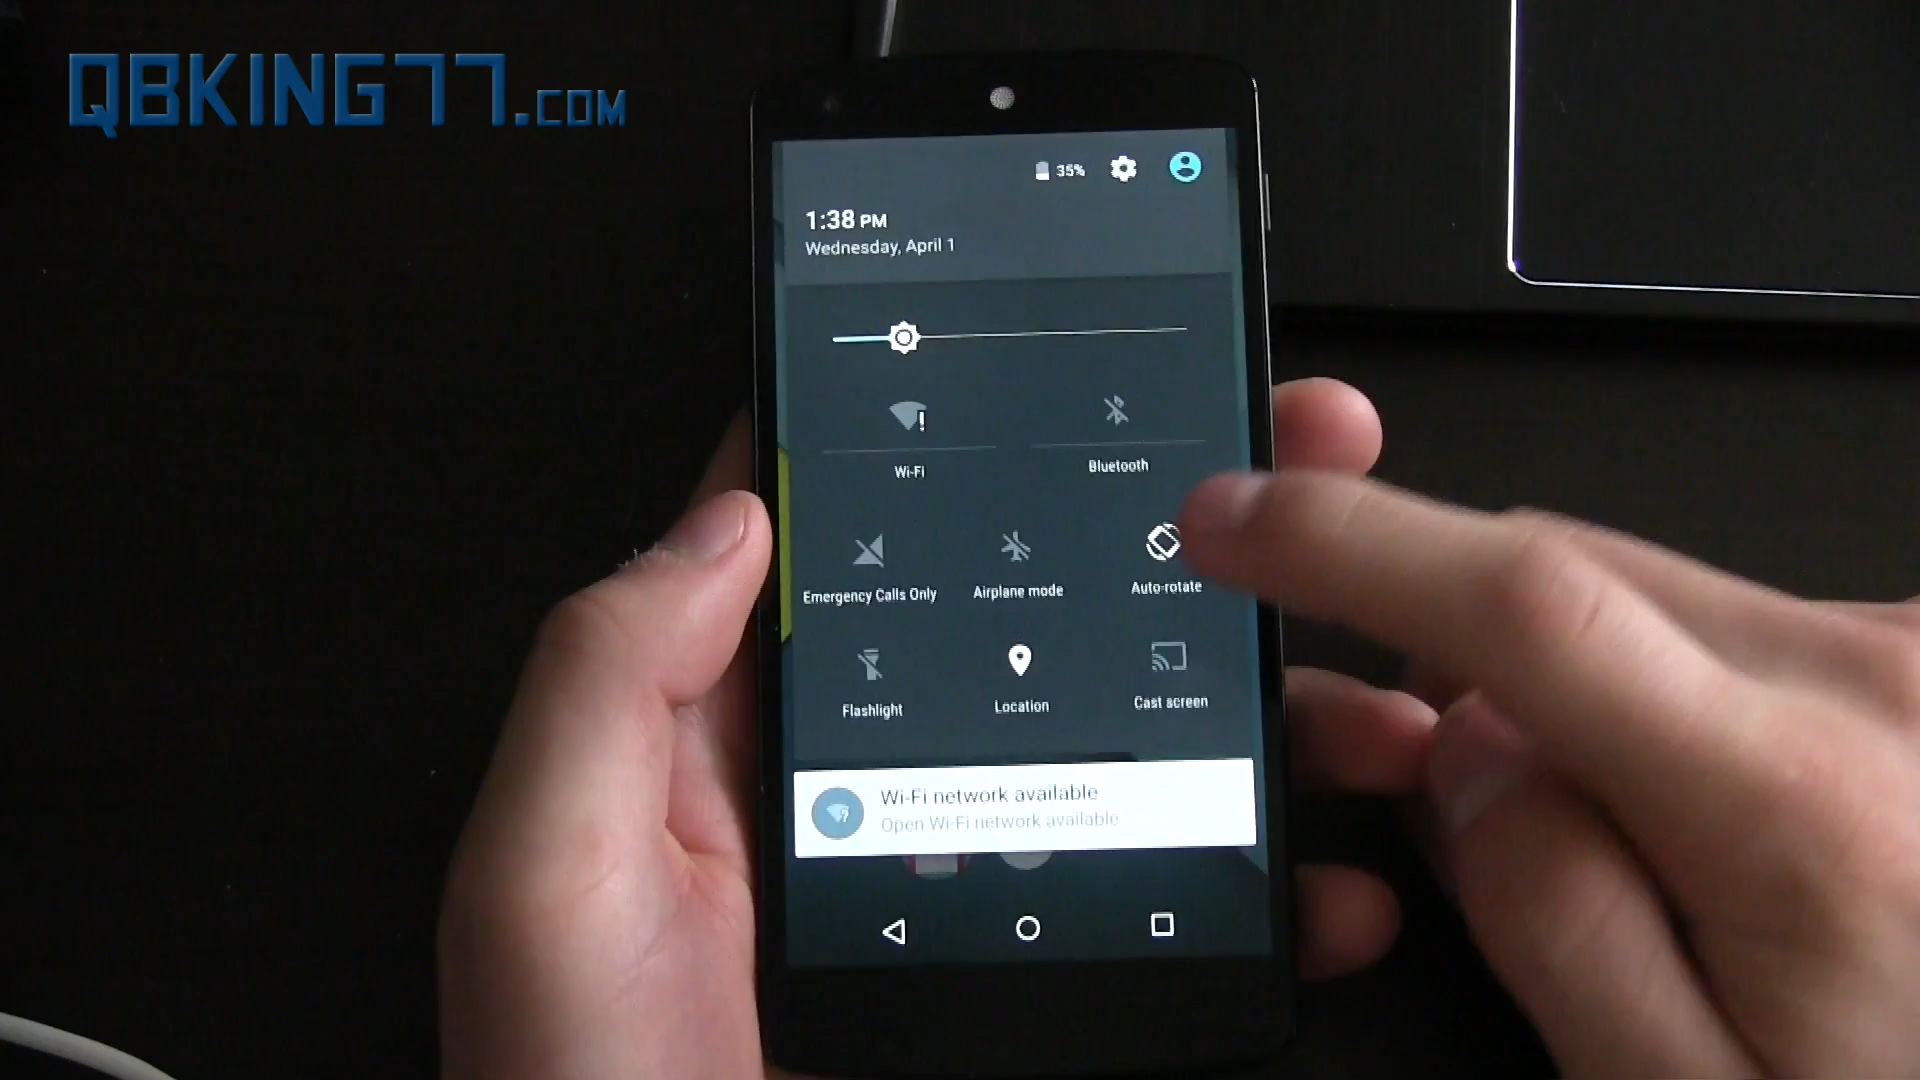 QBKING77.COM
35%
1:38 PM
Wednesday, April 1
Wi-Fi
Bluetooth
Emergency Calls Only
Airplane mode
Auto-rotate
Flashlight
Location
Cast screen
Wi-Fi network available
Open Wi-Fi network available